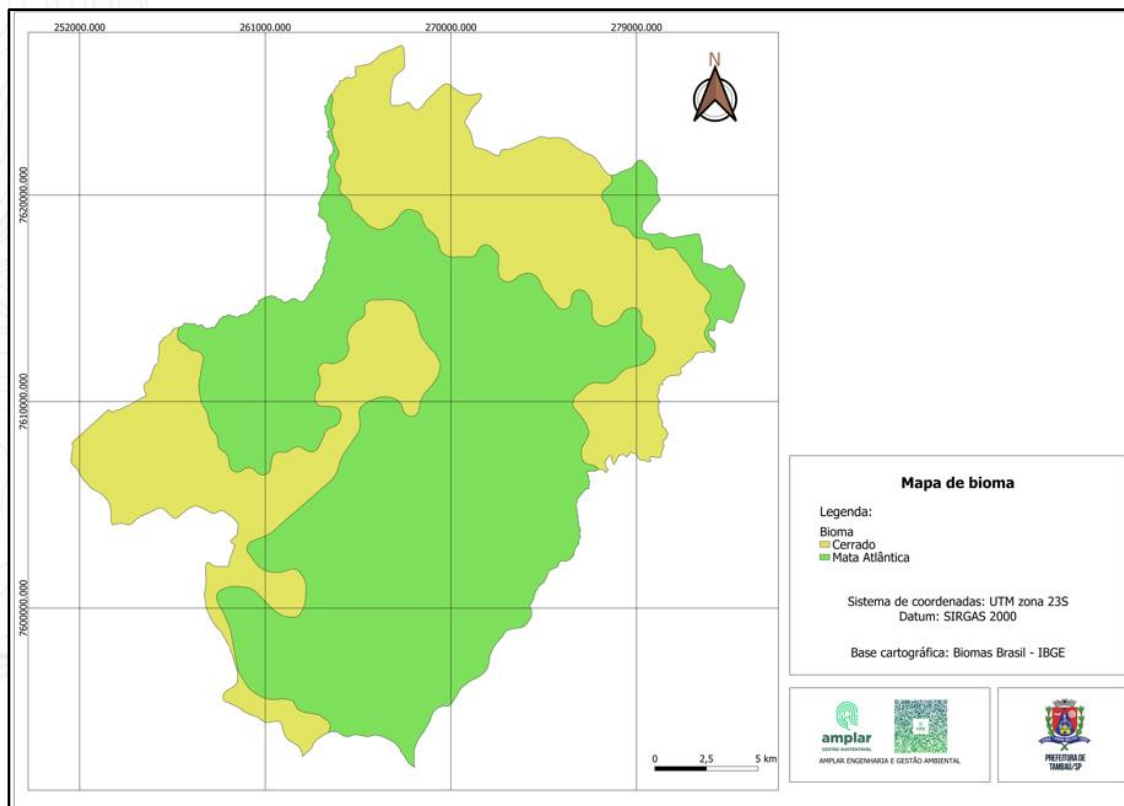 252000.000 261000.000 270000.000 279000.000
N
7620000.000
7610000.000
7600000.000
Mapa de bioma
Legenda:
Bioma
Cerrado
Mata Atlântica
Sistema de coordenadas: UTM zona 23S
Datum: SIRGAS 2000
Base cartográfica: Biomas Brasil - IBGE
0 2,5 5 km
amplar
GESTÃO SUSTENTÁVEL
AMPLAR ENGENHARIA E GESTÃO AMBIENTAL
PREFEITURA DE
TAMBAÚ/SP